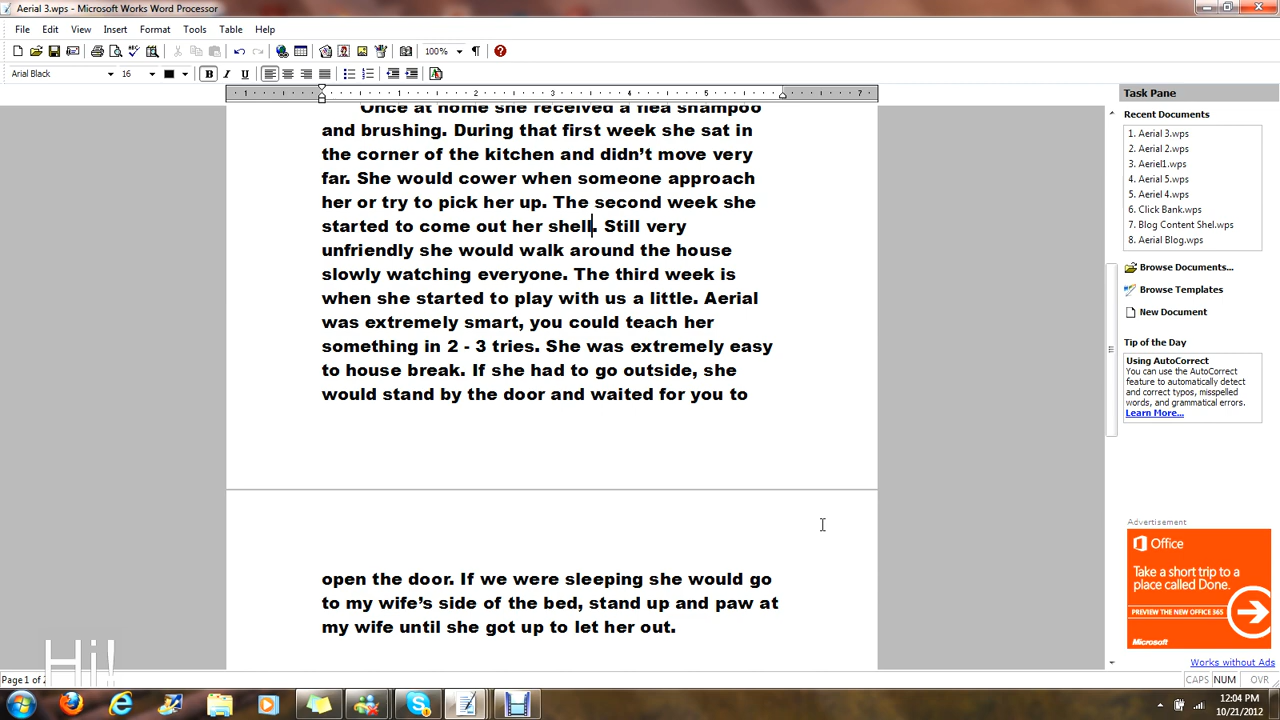 Aerial 3.wps - Microsoft Works Word Processor
File Edit View Insert Format Tools Table Help
100%
Arial Black 16 B I U
1 1 2 3 4 5 7
Once at home she received a flea shampoo
and brushing. During that first week she sat in
the corner of the kitchen and didn’t move very
far. She would cower when someone approach
her or try to pick her up. The second week she
started to come out her shell. Still very
unfriendly she would walk around the house
slowly watching everyone. The third week is
when she started to play with us a little. Aerial
was extremely smart, you could teach her
something in 2 - 3 tries. She was extremely easy
to house break. If she had to go outside, she
would stand by the door and waited for you to
open the door. If we were sleeping she would go
to my wife’s side of the bed, stand up and paw at
my wife until she got up to let her out.
Task Pane
Recent Documents
1. Aerial 3.wps
2. Aerial 2.wps
3. Aeriel1.wps
4. Aerial 5.wps
5. Aeriel 4.wps
6. Click Bank.wps
7. Blog Content Shel.wps
8. Aerial Blog.wps
Browse Documents...
Browse Templates
New Document
Tip of the Day
Using AutoCorrect
You can use the AutoCorrect
feature to automatically detect
and correct typos, misspelled
words, and grammatical errors.
Learn More...
Advertisement
Office
Take a short trip to a
place called Done.
PREVIEW THE NEW OFFICE 365
Microsoft
Works without Ads
Hi!
Page 1 of
CAPS NUM OVR
12:04 PM
10/21/2012